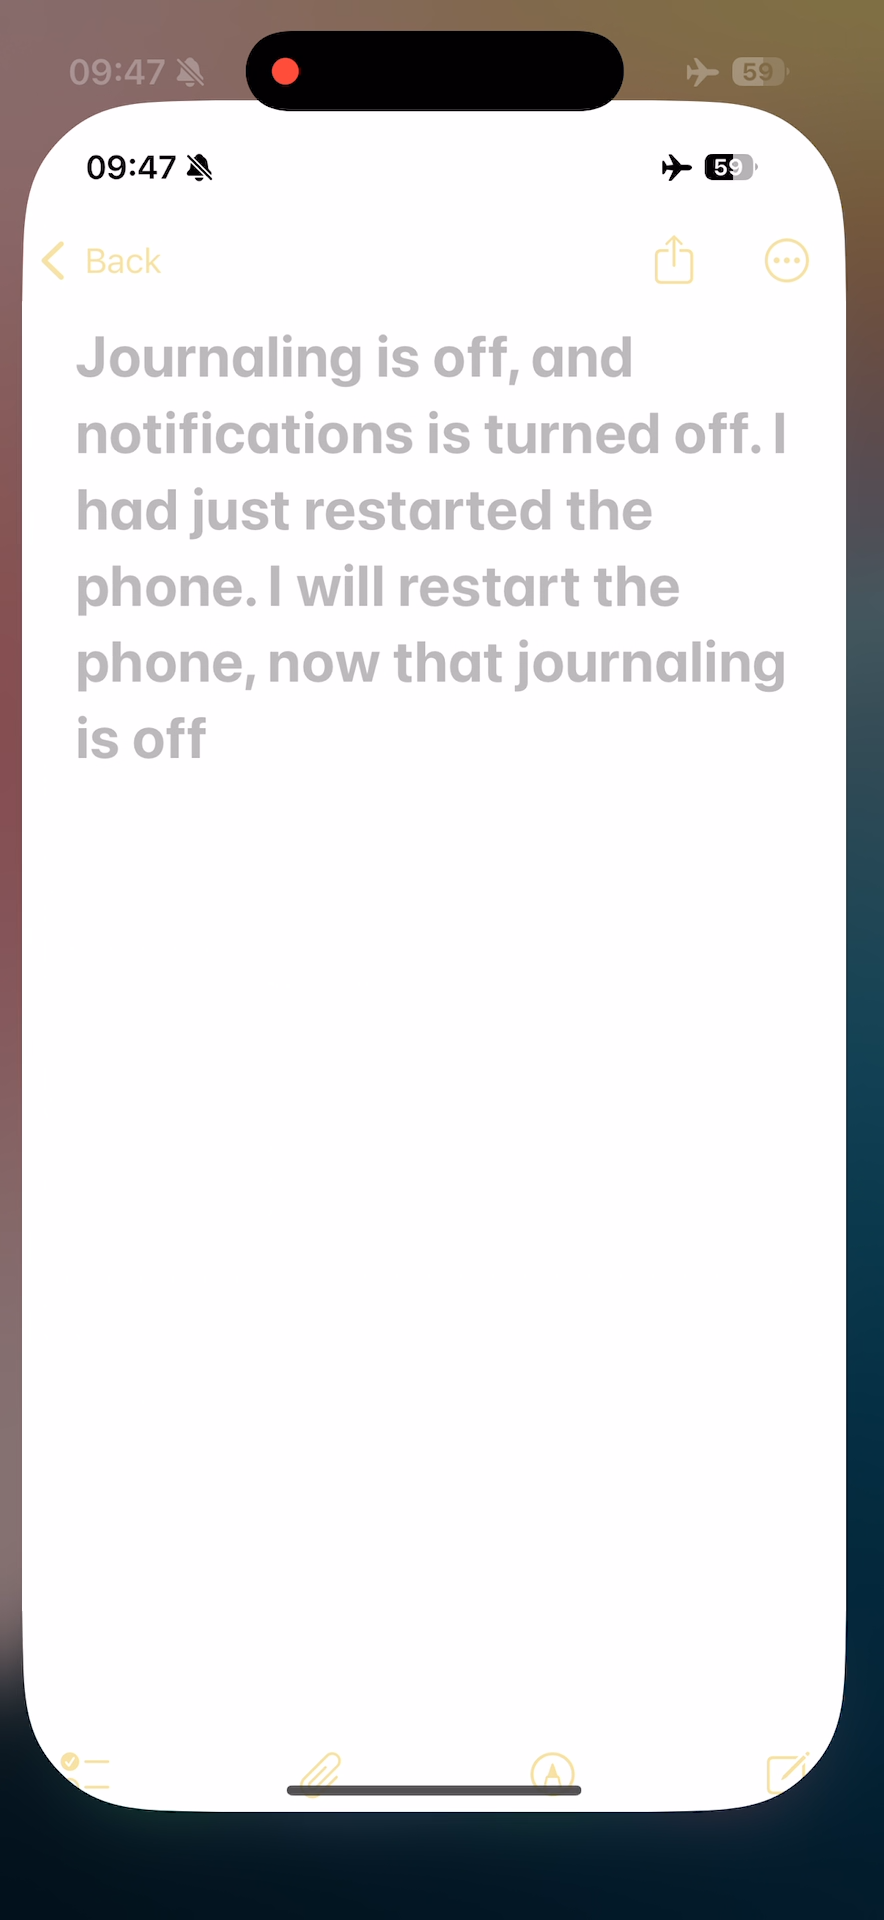 09:47 59
09:47 59
Back
Journaling is off, and
notifications is turned off. I
had just restarted the
phone. I will restart the
phone, now that journaling
is off